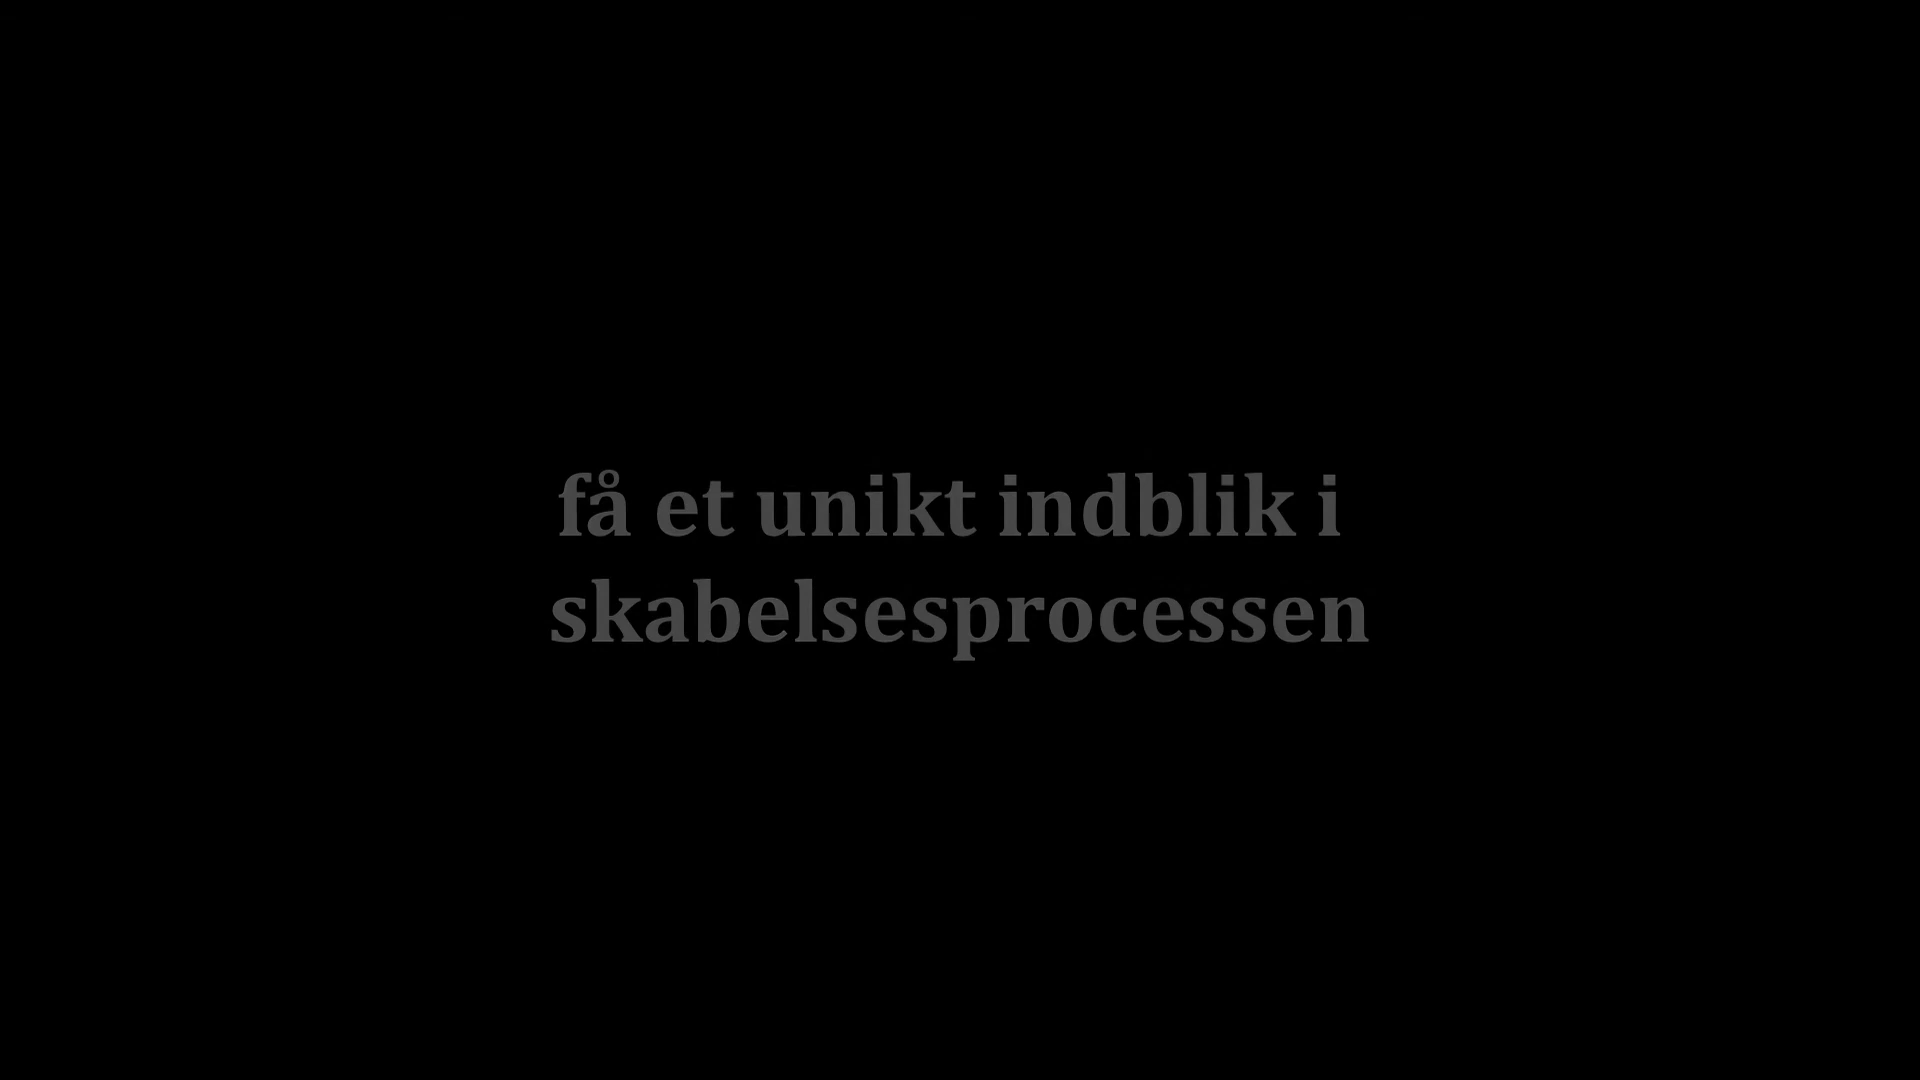 få et unikt indblik i
skabelsesprocessen